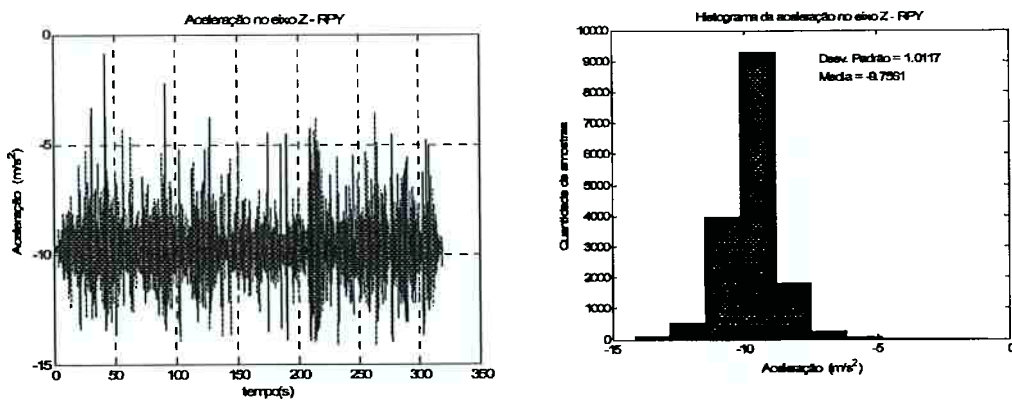 Aceleração no eixo Z - RPY
0
-5
-10
-15
Aceleração (m/s²)
0 50 100 150 200 250 300 350
tempo(s)
Histograma da aceleração no eixo Z - RPY
10000
9000
8000
7000
6000
5000
4000
3000
2000
1000
0
Quantidade de amostras
Desv. Padrão = 1.0117
Media =
-15 -10 -5 0
Aceleração (m/s²)